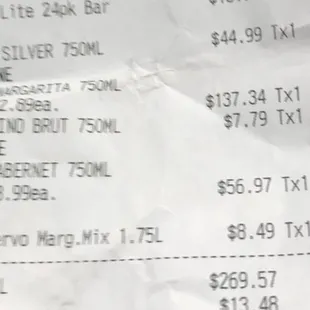 Lite 24pk Bar
SILVER 750ML $44.99 Tx1
NE
MARGARITA 750ML
2.89ea. $137.34 Tx1
IND BRUT 750ML $7.79 Tx1
E
ABERNET 750ML
8.99ea. $56.97 Tx1
ervo Marg.Mix 1.75L $8.49 Tx1
L $269.57
$13.48